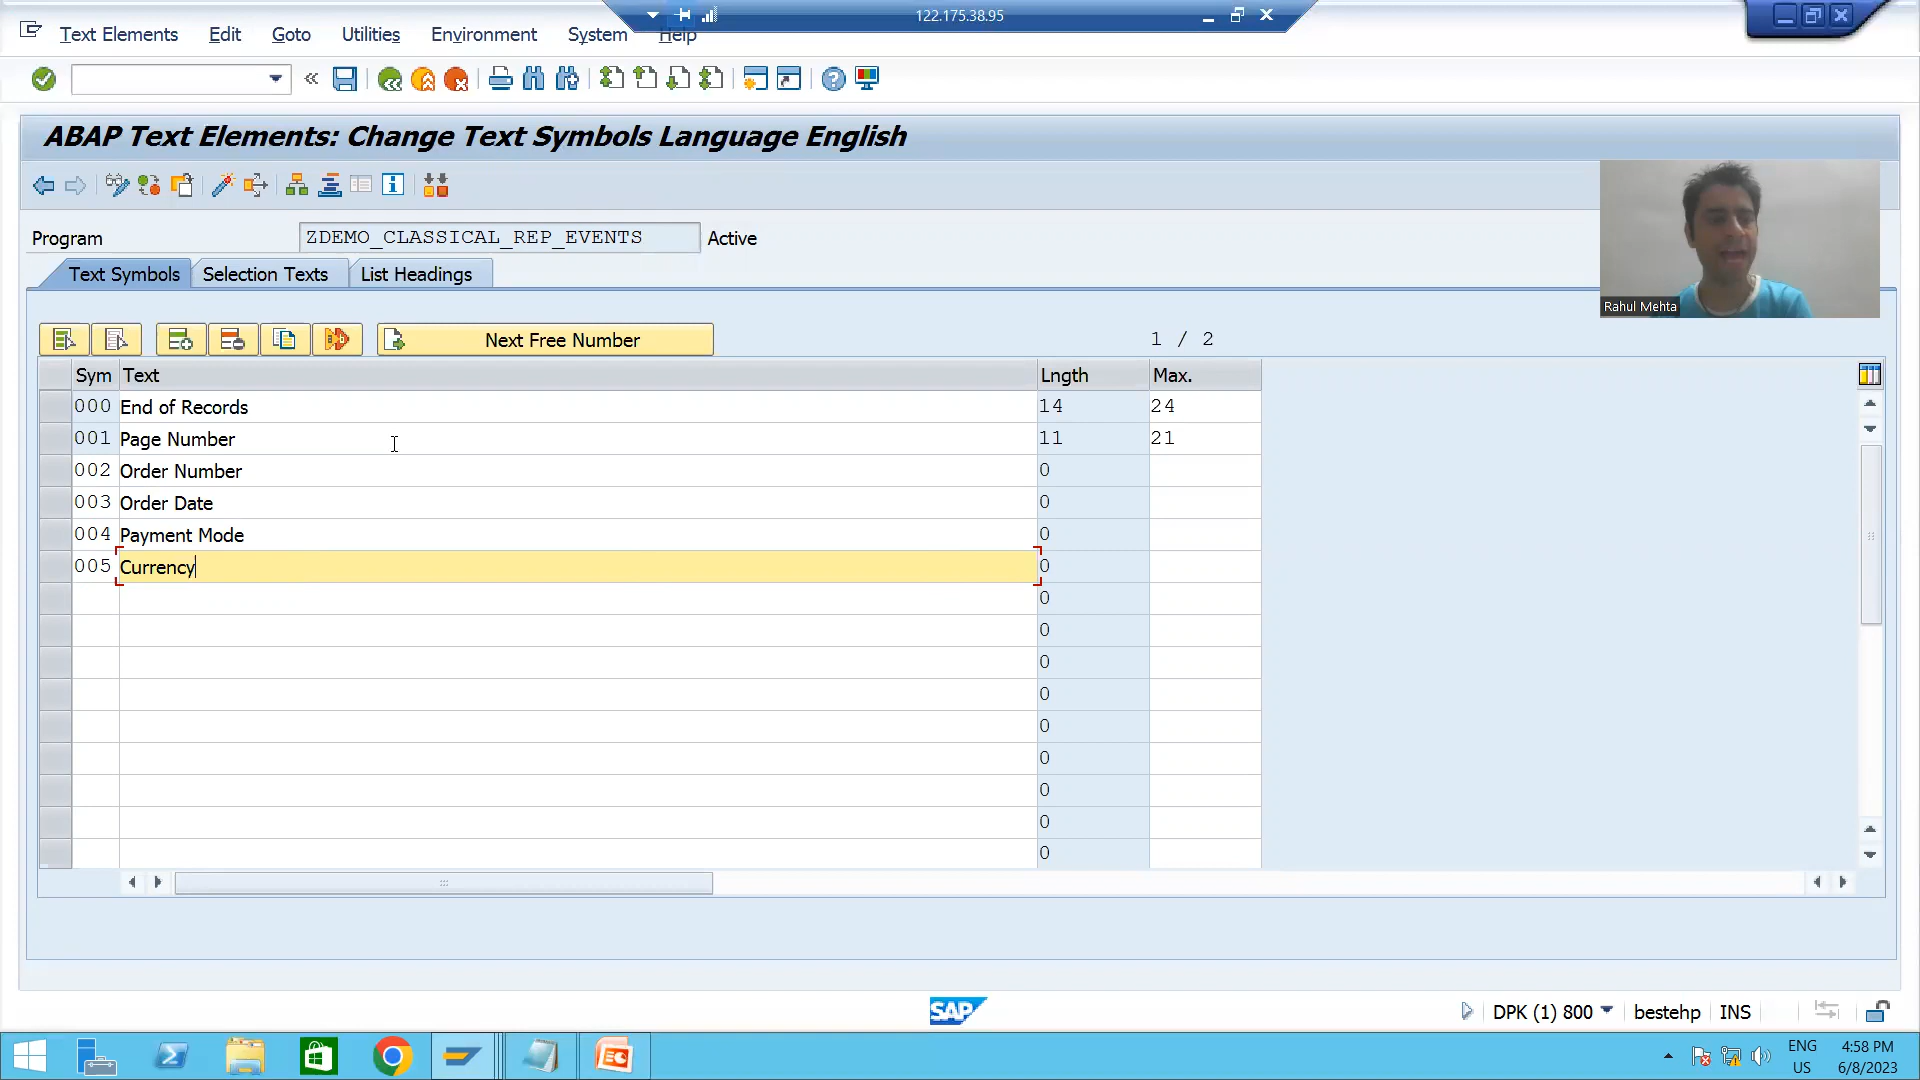 122.175.38.95
Text Elements Edit Goto Utilities Environment System Help
ABAP Text Elements: Change Text Symbols Language English
Program ZDEMO_CLASSICAL_REP_EVENTS Active
Text Symbols Selection Texts List Headings
Rahul Mehta
Next Free Number 1 / 2
Sym Text Lngth Max.
000 End of Records 14 24
001 Page Number 11 21
002 Order Number 0
003 Order Date 0
004 Payment Mode 0
005 Currency 0
0
0
0
0
0
0
0
0
0
SAP
DPK (1) 800 bestehp INS
ENG 4:58 PM
US 6/8/2023